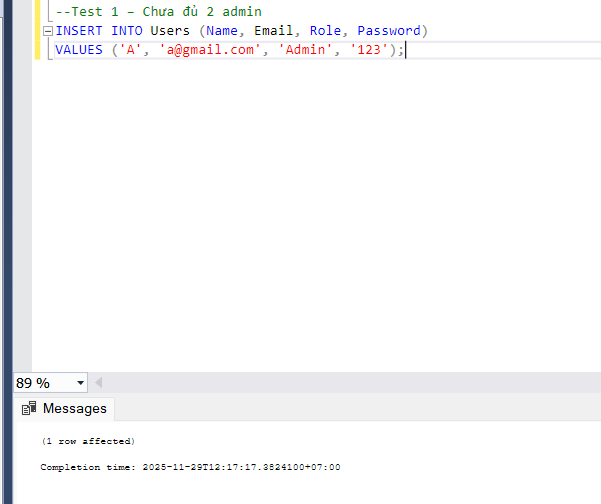 --Test 1 – Chưa đủ 2 admin
INSERT INTO Users (Name, Email, Role, Password)
VALUES ('A', 'a@gmail.com', 'Admin', '123');
89 %
Messages
(1 row affected)
Completion time: 2025-11-29T12:17:17.3824100+07:00